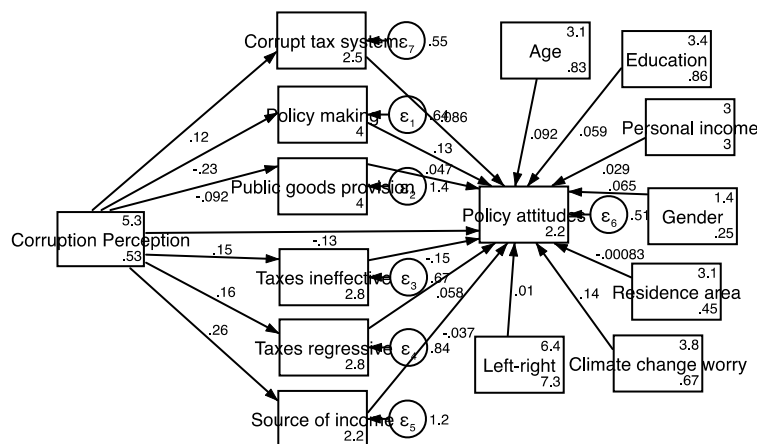 Corrupt tax system
2.5
ε7 .55
Policy making
4
ε1 .64
Public goods provision
4
ε2 1.4
5.3
Corruption Perception
.53
Taxes ineffective
2.8
ε3 .67
Taxes regressive
2.8
ε4 .84
Source of income
2.2
ε5 1.2
.12
-.23
-.092
-.13
.15
.16
.26
.086
.13
.047
-.15
.058
-.037
Policy attitudes
2.2
ε6 .51
3.1
Age
.83
3.4
Education
.86
3
Personal income
3
1.4
Gender
.25
3.1
Residence area
.45
3.8
Climate change worry
.67
6.4
Left-right
7.3
.092
.059
.029
.065
-.00083
.14
.01